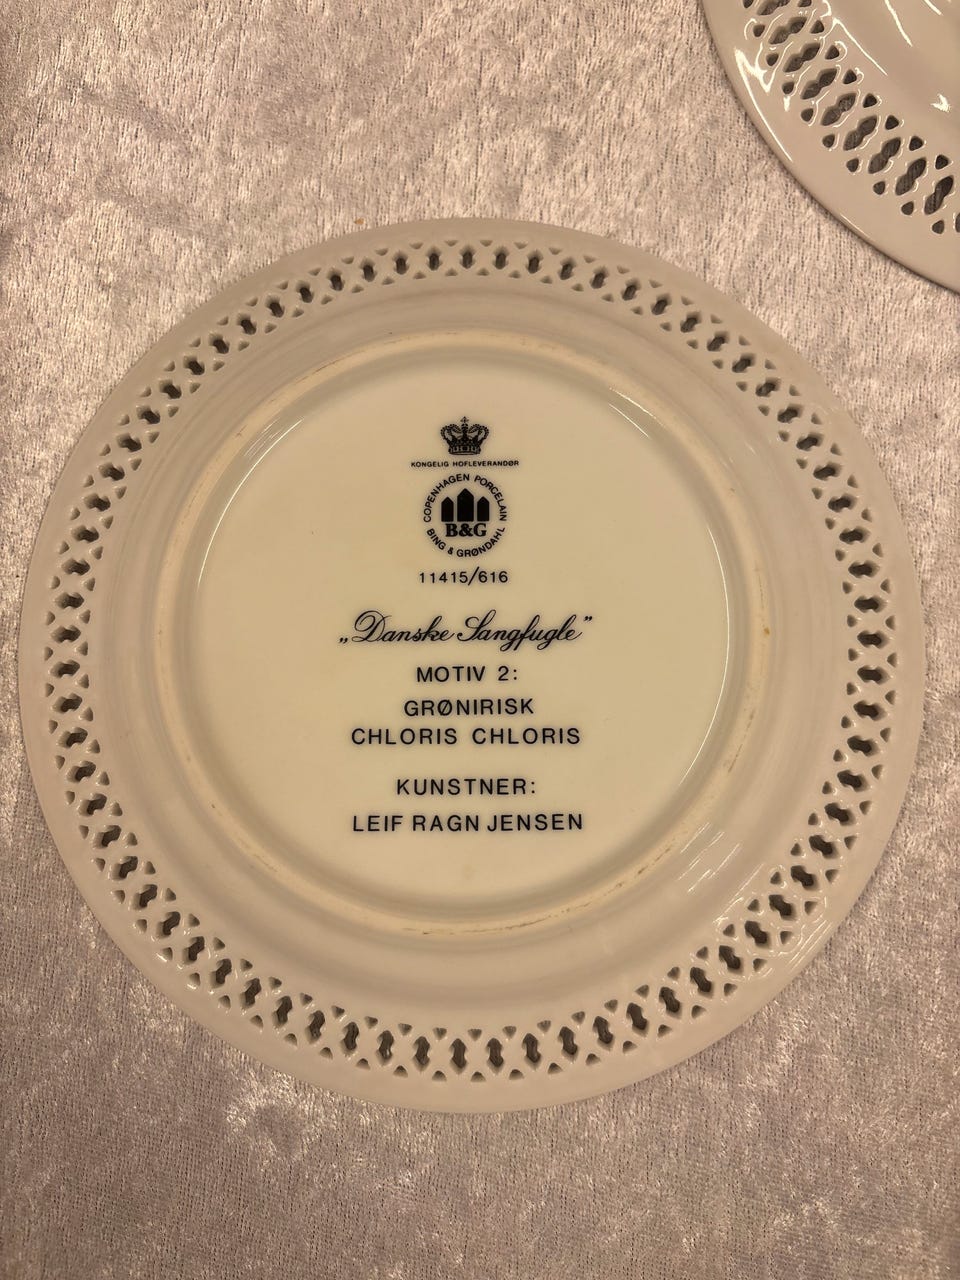 KONGELIG HOFLEVERANDØR
COPENHAGEN PORCELAIN
B&G
BING & GRØNDAHL
11415/616
„Danske Sangfugle”
MOTIV 2:
GRØNIRISK
CHLORIS CHLORIS
KUNSTNER:
LEIF RAGN JENSEN